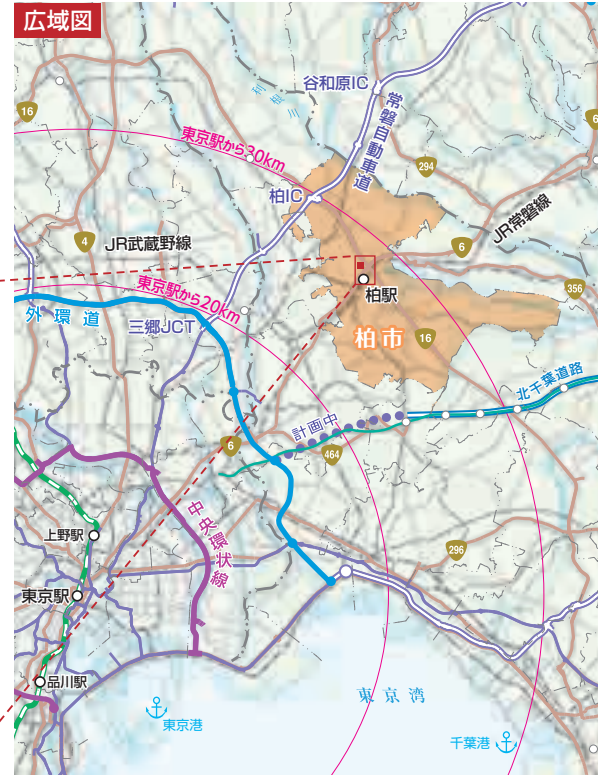 広域図
谷和原IC
利根川
常磐自動車道
16
6
東京駅から30km
294
柏IC
JR常磐線
4
JR武蔵野線
6
東京駅から20km
柏駅
356
外環道
三郷JCT
柏市
16
北千葉道路
計画中
6
464
中央環状線
上野駅
296
東京駅
品川駅
東京湾
東京港
千葉港